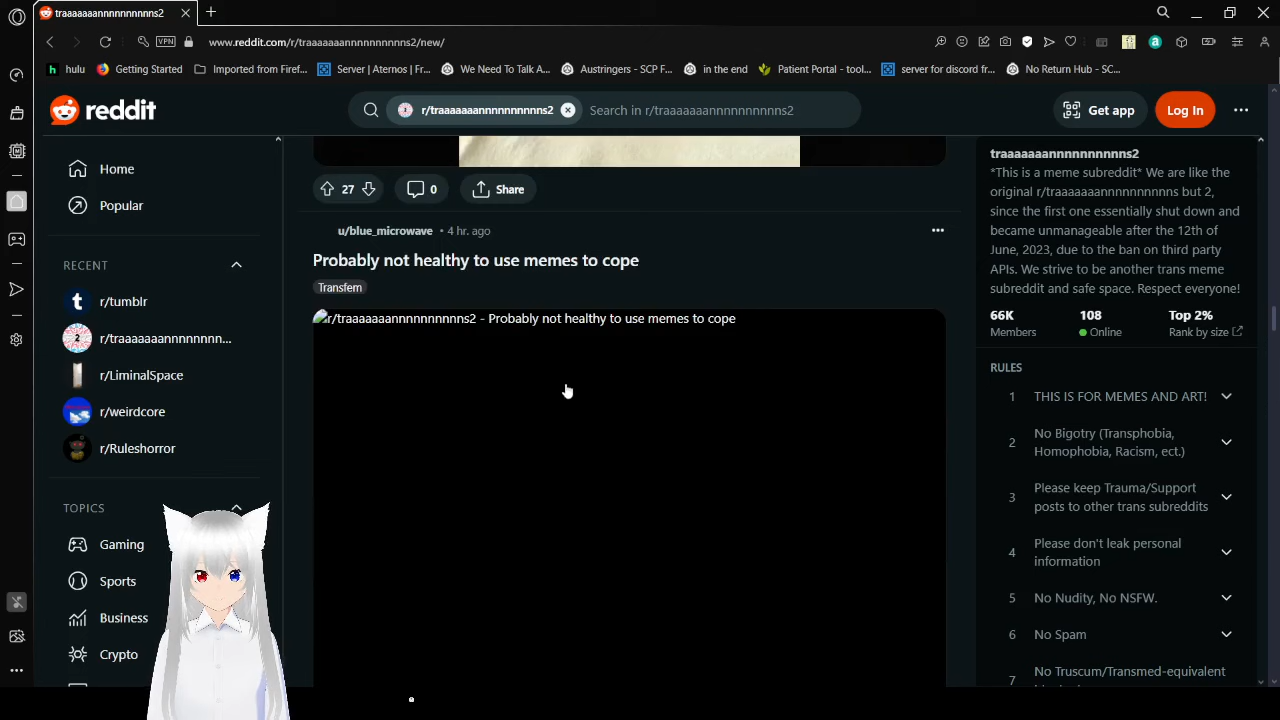 traaaaaaannnnnnnnnns2
VPN
www.reddit.com/r/traaaaaaannnnnnnnnns2/new/
hulu
Getting Started
Imported from Firef...
Server | Aternos | Fr...
We Need To Talk A...
Austringers - SCP F...
in the end
Patient Portal - tool...
server for discord fr...
No Return Hub - SC...
reddit
r/traaaaaaannnnnnnnnns2
Search in r/traaaaaaannnnnnnnnns2
Get app
Log In
Home
Popular
RECENT
r/tumblr
r/traaaaaaannnnnnn...
r/LiminalSpace
r/weirdcore
r/Ruleshorror
TOPICS
Gaming
Sports
Business
Crypto
27
0
Share
u/blue_microwave • 4 hr. ago
Probably not healthy to use memes to cope
Transfem
r/traaaaaaannnnnnnnnns2 - Probably not healthy to use memes to cope
traaaaaaannnnnnnnnns2
*This is a meme subreddit* We are like the
original r/traaaaaaannnnnnnnnns but 2,
since the first one essentially shut down and
became unmanageable after the 12th of
June, 2023, due to the ban on third party
APIs. We strive to be another trans meme
subreddit and safe space. Respect everyone!
66K
Members
108
Online
Top 2%
Rank by size
RULES
1 THIS IS FOR MEMES AND ART!
2 No Bigotry (Transphobia,
Homophobia, Racism, ect.)
3 Please keep Trauma/Support
posts to other trans subreddits
4 Please don't leak personal
information
5 No Nudity, No NSFW.
6 No Spam
7 No Truscum/Transmed-equivalent